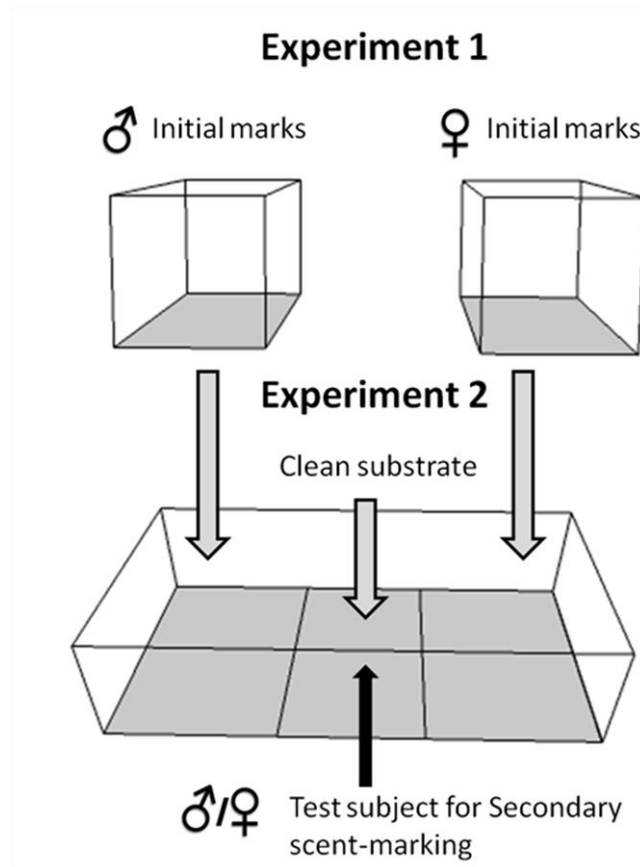 Experiment 1
♂ Initial marks
♀ Initial marks
Experiment 2
Clean substrate
♂/♀ Test subject for Secondary
scent-marking